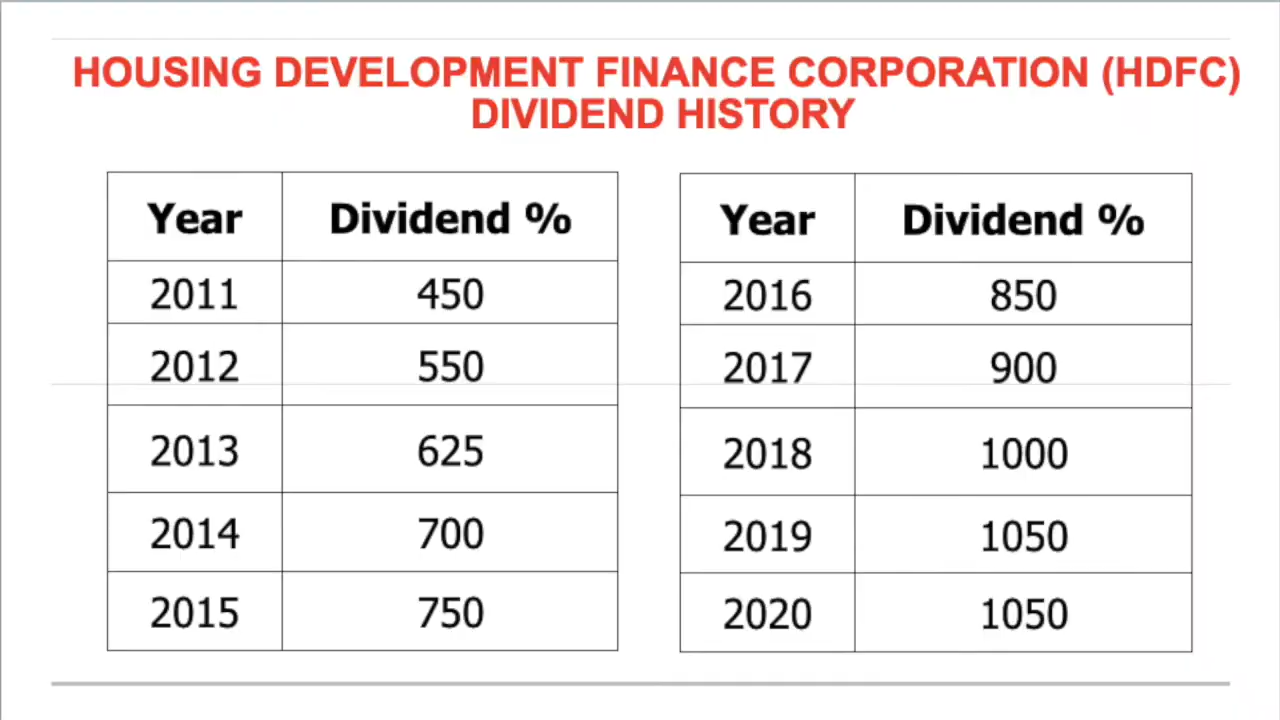 HOUSING DEVELOPMENT FINANCE CORPORATION (HDFC)
DIVIDEND HISTORY
Year Dividend %
2011 450
2012 550
2013 625
2014 700
2015 750
Year Dividend %
2016 850
2017 900
2018 1000
2019 1050
2020 1050